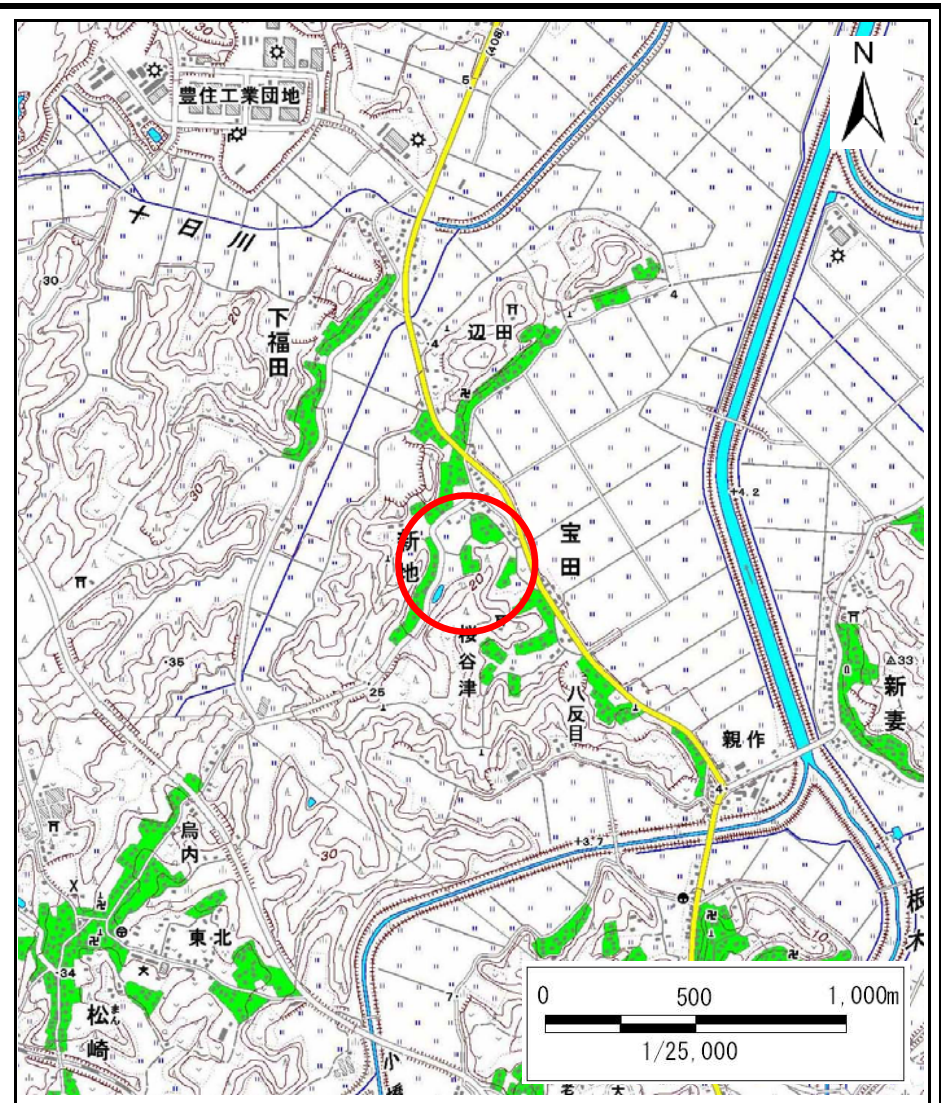 (408)
30
5
N
豊住工業団地
十日川
30
20
下福田
4
辺田
4
30
+4.2
新地
宝田
20
桜谷津
35
25
△33
新妻
八反目
親作
4
烏内
30
+3.7
根木
東北
10
34
松崎
まん
7
小橋
0 500 1,000m
1/25,000